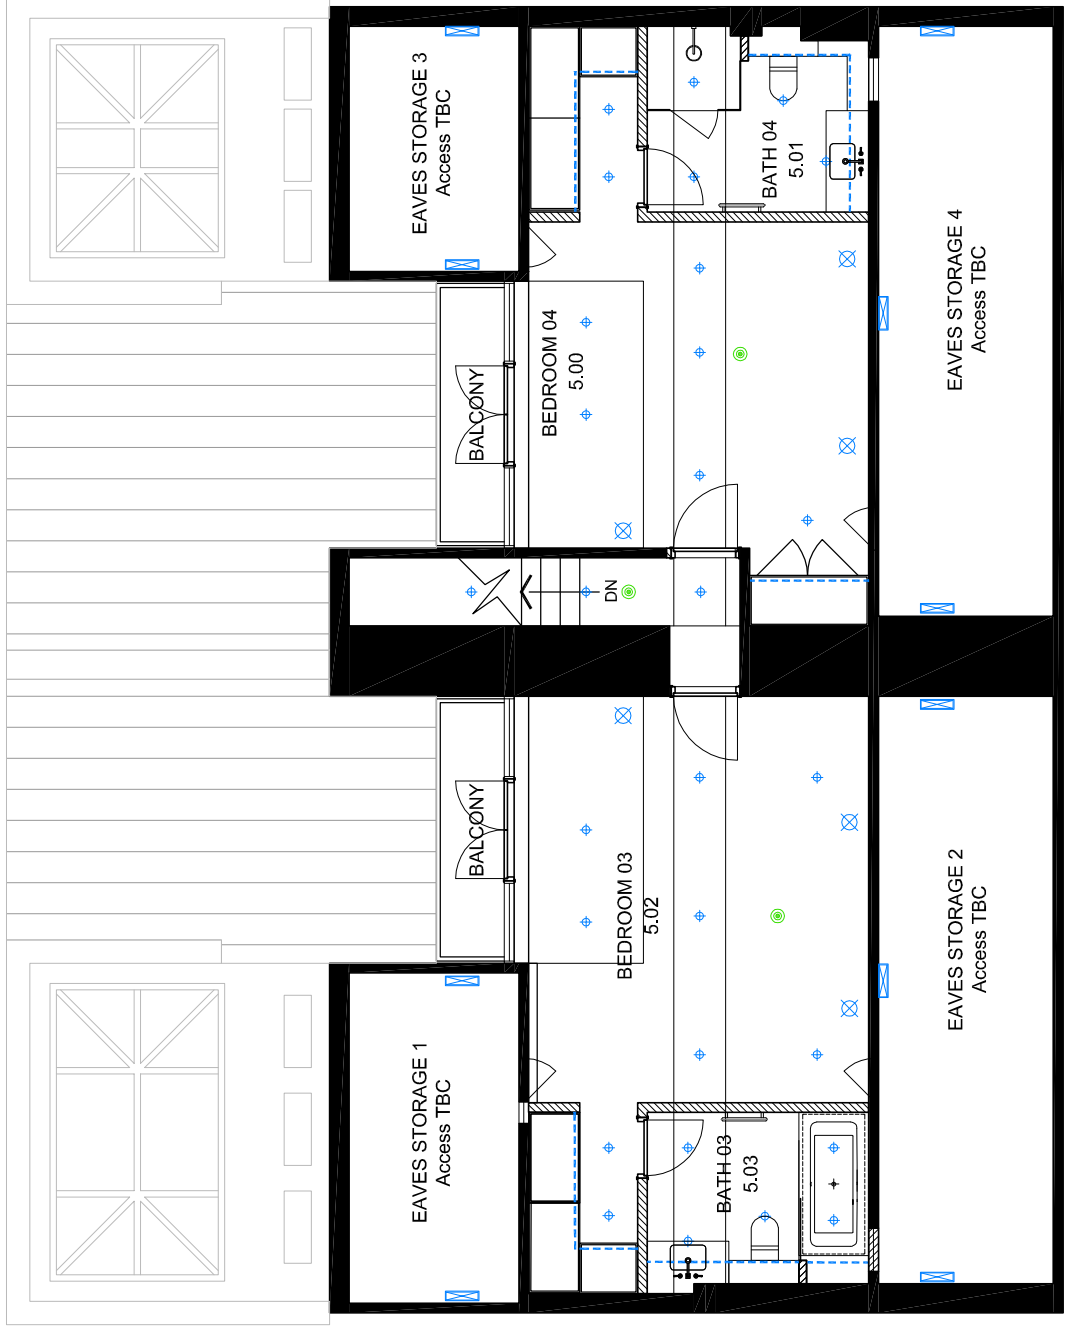 EAVES STORAGE 3
Access TBC
BATH 04
5.01
EAVES STORAGE 4
Access TBC
BEDROOM 04
5.00
BALCONY
DN
BALCONY
BEDROOM 03
5.02
EAVES STORAGE 2
Access TBC
EAVES STORAGE 1
Access TBC
BATH 03
5.03